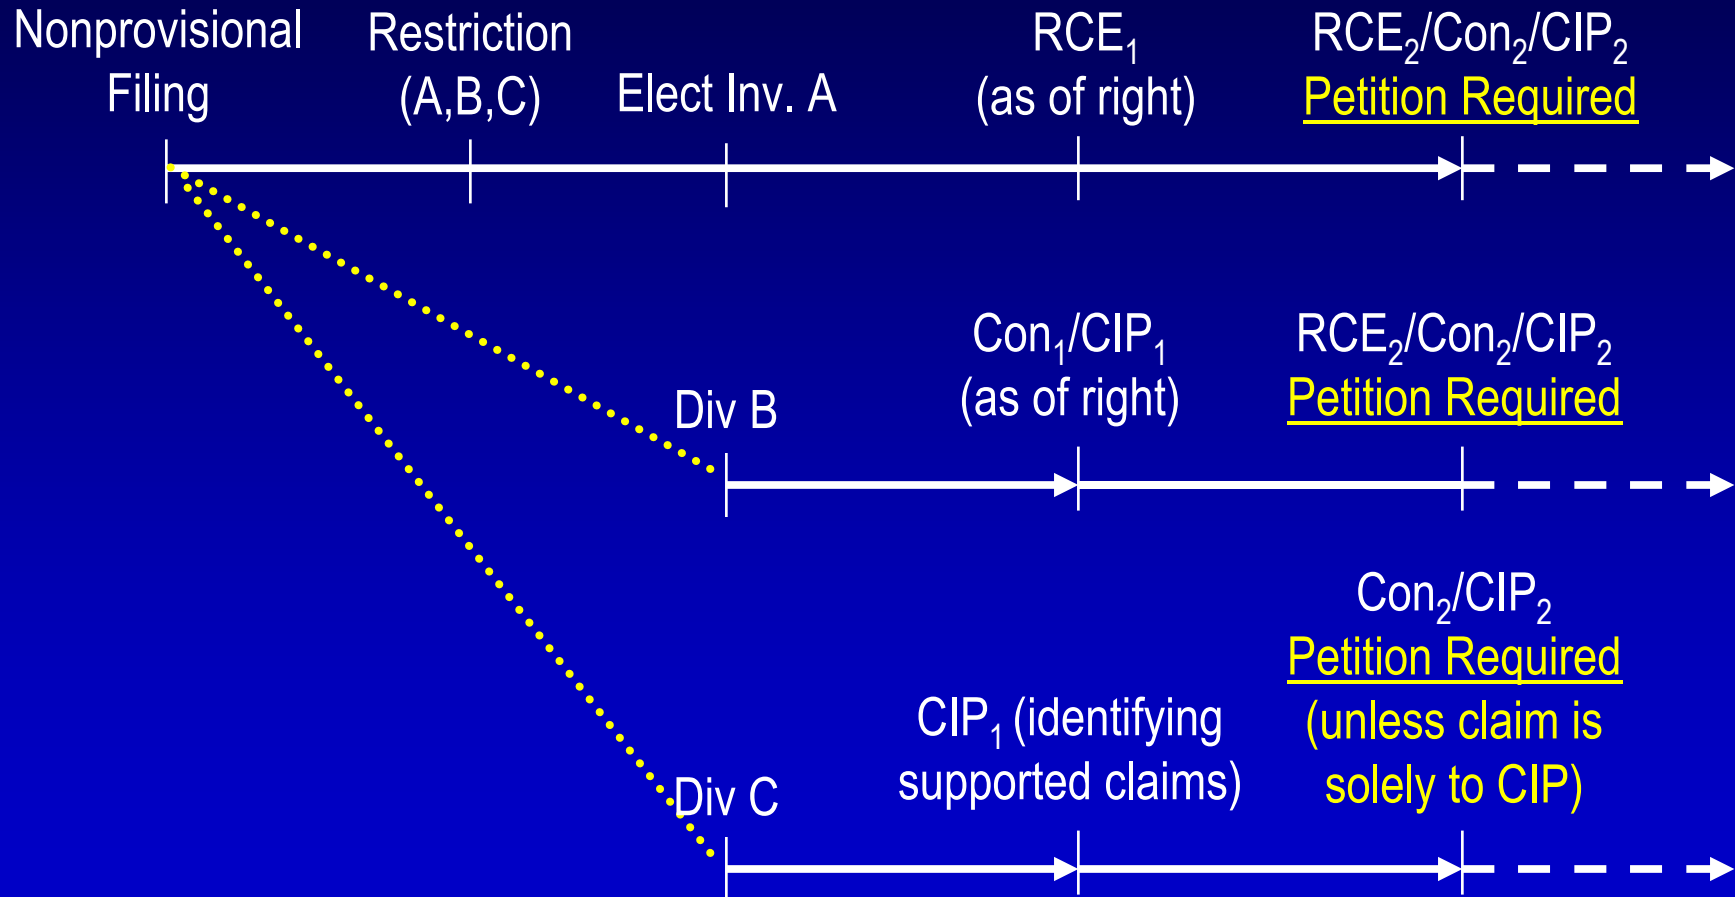 Nonprovisional
Filing
Restriction
(A,B,C)
Elect Inv. A
RCE₁
(as of right)
RCE₂/Con₂/CIP₂
Petition Required
Div B
Con₁/CIP₁
(as of right)
RCE₂/Con₂/CIP₂
Petition Required
Div C
CIP₁ (identifying
supported claims)
Con₂/CIP₂
Petition Required
(unless claim is
solely to CIP)